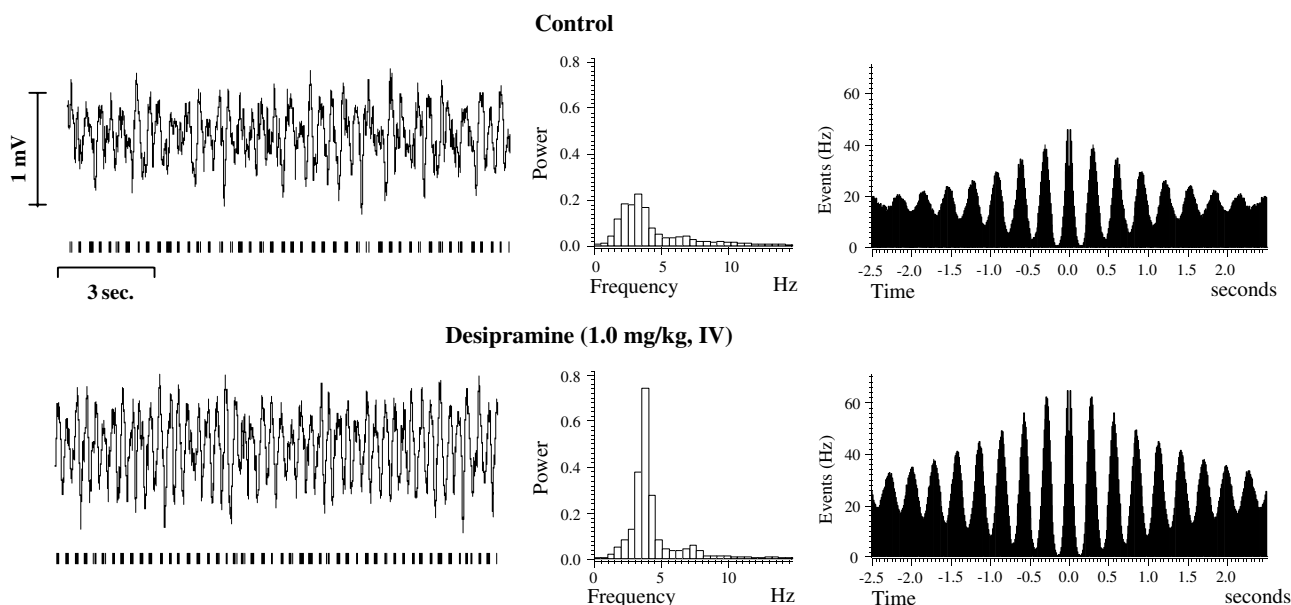 Control
1 mV
3 sec.
Power
0.8
0.6
0.4
0.2
0.0
0 5 10
Frequency Hz
Events (Hz)
60
40
20
0
-2.5 -2.0 -1.5 -1.0 -0.5 0.0 0.5 1.0 1.5 2.0
Time seconds
Desipramine (1.0 mg/kg, IV)
Power
0.8
0.6
0.4
0.2
0.0
0 5 10
Frequency Hz
Events (Hz)
60
40
20
0
-2.5 -2.0 -1.5 -1.0 -0.5 0.0 0.5 1.0 1.5 2.0
Time seconds